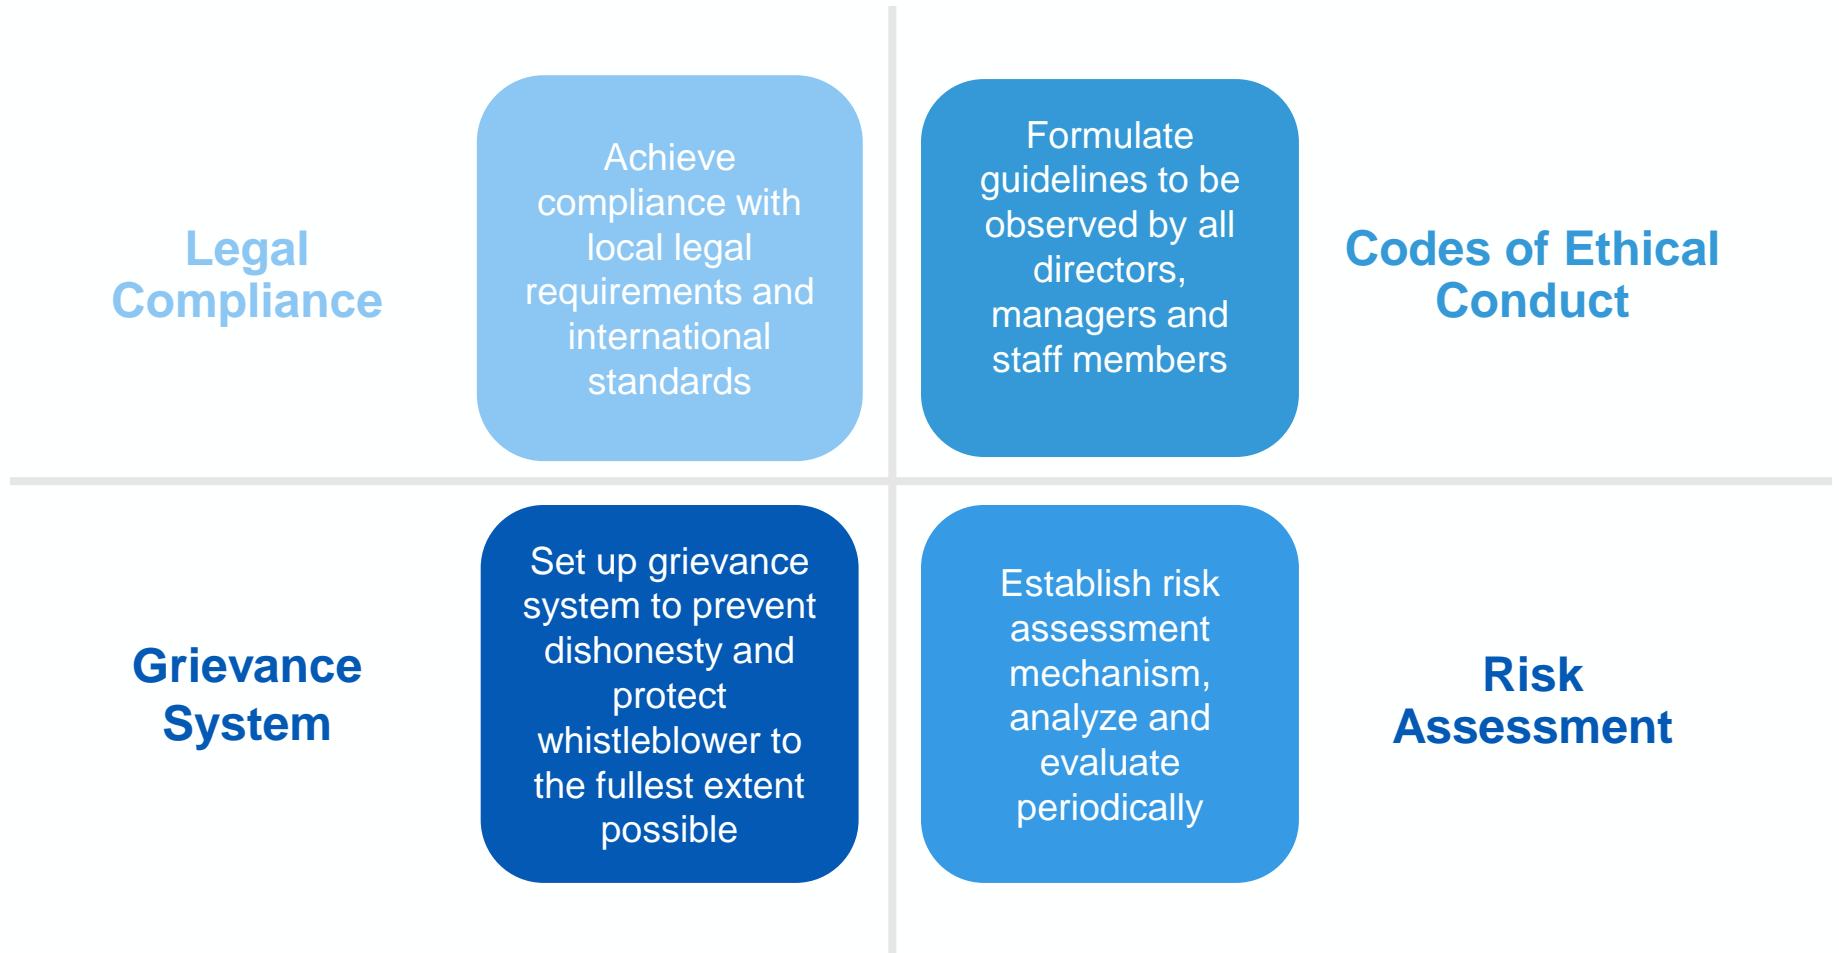 Legal
Compliance
Achieve
compliance with
local legal
requirements and
international
standards
Formulate
guidelines to be
observed by all
directors,
managers and
staff members
Codes of Ethical
Conduct
Grievance
System
Set up grievance
system to prevent
dishonesty and
protect
whistleblower to
the fullest extent
possible
Establish risk
assessment
mechanism,
analyze and
evaluate
periodically
Risk
Assessment